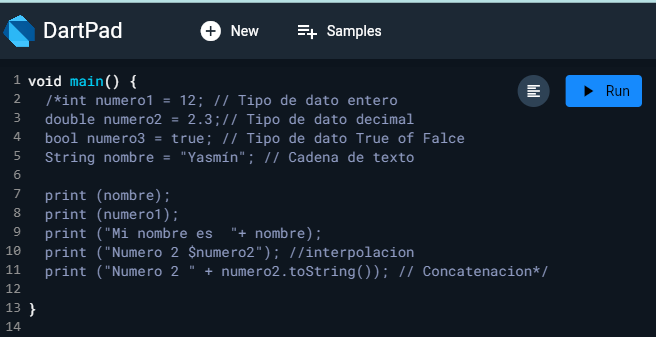 DartPad
New
Samples
Run
1 void main() {
2 /*int numero1 = 12; // Tipo de dato entero
3 double numero2 = 2.3;// Tipo de dato decimal
4 bool numero3 = true; // Tipo de dato True of Falce
5 String nombre = "Yasmín"; // Cadena de texto
6
7 print (nombre);
8 print (numero1);
9 print ("Mi nombre es  "+ nombre);
10 print ("Numero 2 $numero2"); //interpolacion
11 print ("Numero 2 " + numero2.toString()); // Concatenacion*/
12
13 }
14